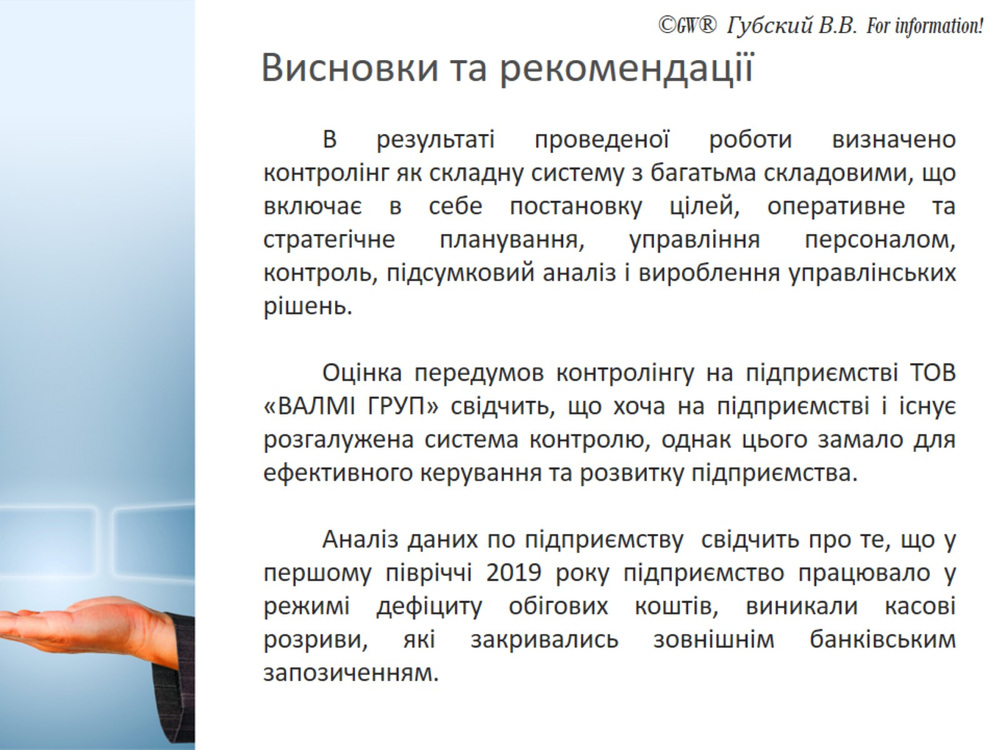 ©GW® Губский В.В. For information!
Висновки та рекомендації
В результаті проведеної роботи визначено
контролінг як складну систему з багатьма складовими, що
включає в себе постановку цілей, оперативне та
стратегічне планування, управління персоналом,
контроль, підсумковий аналіз і вироблення управлінських
рішень.
Оцінка передумов контролінгу на підприємстві ТОВ
«ВАЛМІ ГРУП» свідчить, що хоча на підприємстві і існує
розгалужена система контролю, однак цього замало для
ефективного керування та розвитку підприємства.
Аналіз даних по підприємству свідчить про те, що у
першому півріччі 2019 року підприємство працювало у
режимі дефіциту обігових коштів, виникали касові
розриви, які закривались зовнішнім банківським
запозиченням.